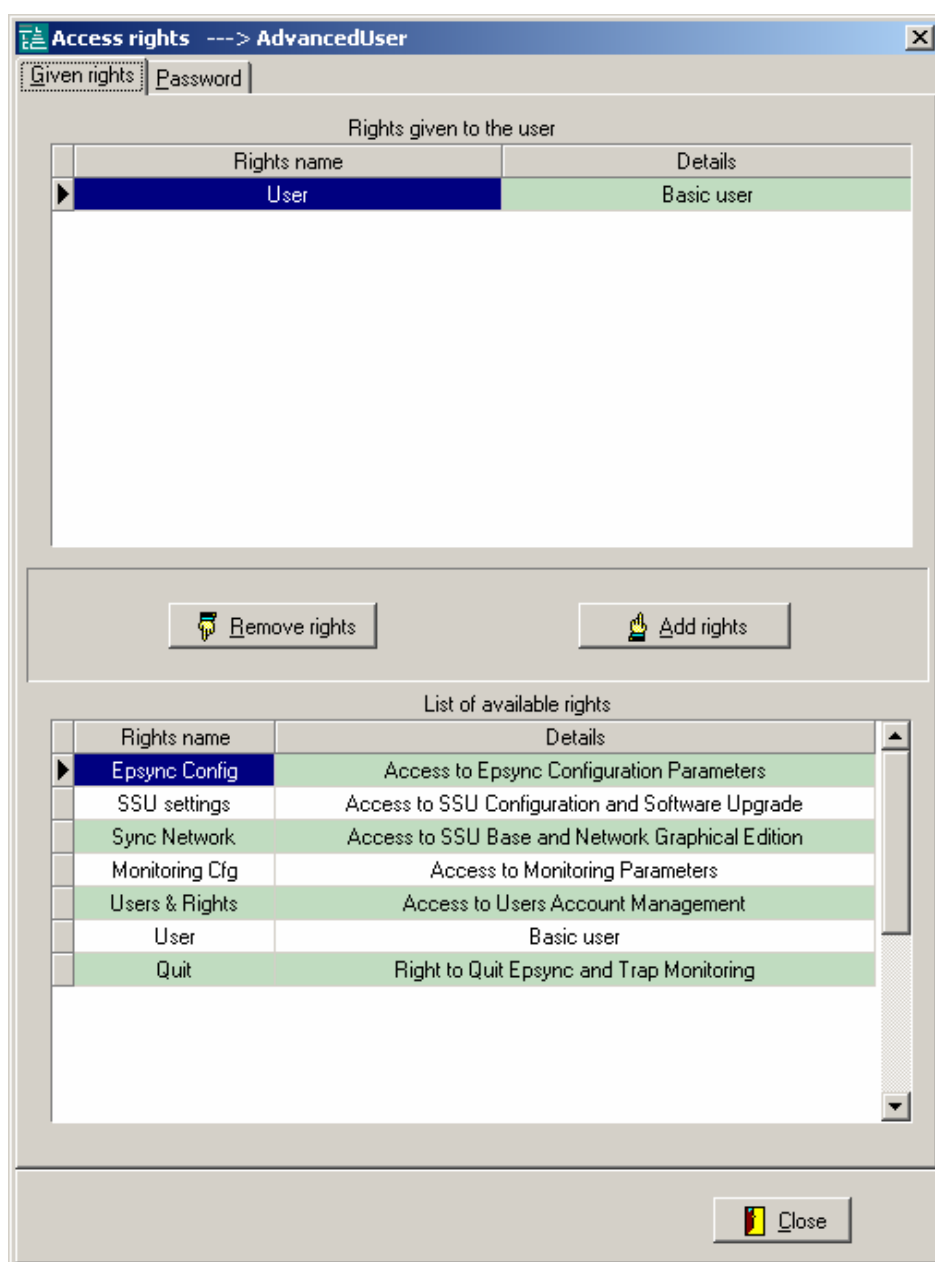 Access rights ---> AdvancedUser
Given rights Password
Rights given to the user
Rights name Details
User Basic user
Remove rights Add rights
List of available rights
Rights name Details
Epsync Config Access to Epsync Configuration Parameters
SSU settings Access to SSU Configuration and Software Upgrade
Sync Network Access to SSU Base and Network Graphical Edition
Monitoring Cfg Access to Monitoring Parameters
Users & Rights Access to Users Account Management
User Basic user
Quit Right to Quit Epsync and Trap Monitoring
Close